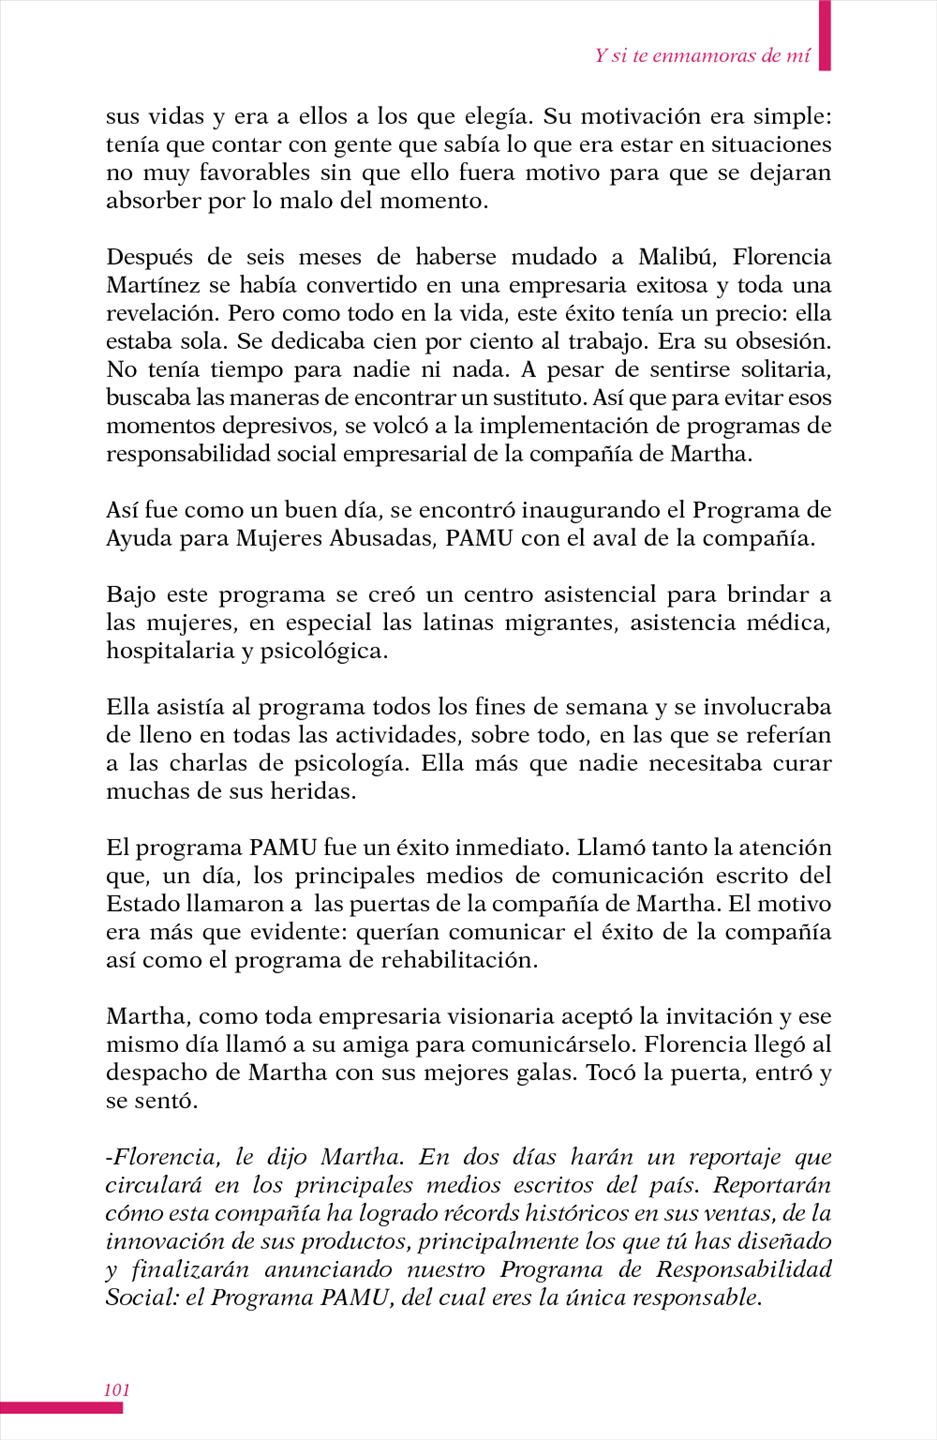 Y si te enmamoras de mí
sus vidas y era a ellos a los que elegía. Su motivación era simple:
tenía que contar con gente que sabía lo que era estar en situaciones
no muy favorables sin que ello fuera motivo para que se dejaran
absorber por lo malo del momento.
Después de seis meses de haberse mudado a Malibú, Florencia
Martínez se había convertido en una empresaria exitosa y toda una
revelación. Pero como todo en la vida, este éxito tenía un precio: ella
estaba sola. Se dedicaba cien por ciento al trabajo. Era su obsesión.
No tenía tiempo para nadie ni nada. A pesar de sentirse solitaria,
buscaba las maneras de encontrar un sustituto. Así que para evitar esos
momentos depresivos, se volcó a la implementación de programas de
responsabilidad social empresarial de la compañía de Martha.
Así fue como un buen día, se encontró inaugurando el Programa de
Ayuda para Mujeres Abusadas, PAMU con el aval de la compañía.
Bajo este programa se creó un centro asistencial para brindar a
las mujeres, en especial las latinas migrantes, asistencia médica,
hospitalaria y psicológica.
Ella asistía al programa todos los fines de semana y se involucraba
de lleno en todas las actividades, sobre todo, en las que se referían
a las charlas de psicología. Ella más que nadie necesitaba curar
muchas de sus heridas.
El programa PAMU fue un éxito inmediato. Llamó tanto la atención
que, un día, los principales medios de comunicación escrito del
Estado llamaron a  las puertas de la compañía de Martha. El motivo
era más que evidente: querían comunicar el éxito de la compañía
así como el programa de rehabilitación.
Martha, como toda empresaria visionaria aceptó la invitación y ese
mismo día llamó a su amiga para comunicárselo. Florencia llegó al
despacho de Martha con sus mejores galas. Tocó la puerta, entró y
se sentó.
-Florencia, le dijo Martha. En dos días harán un reportaje que
circulará en los principales medios escritos del país. Reportarán
cómo esta compañía ha logrado récords históricos en sus ventas, de la
innovación de sus productos, principalmente los que tú has diseñado
y finalizarán anunciando nuestro Programa de Responsabilidad
Social: el Programa PAMU, del cual eres la única responsable.
101